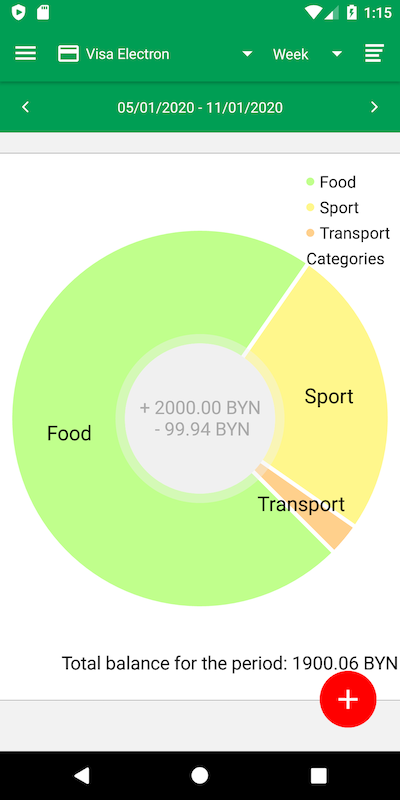 1:15
Visa Electron
Week
05/01/2020 - 11/01/2020
Food
Sport
Transport
Categories
Sport
+ 2000.00 BYN
- 99.94 BYN
Food
Transport
Total balance for the period: 1900.06 BYN